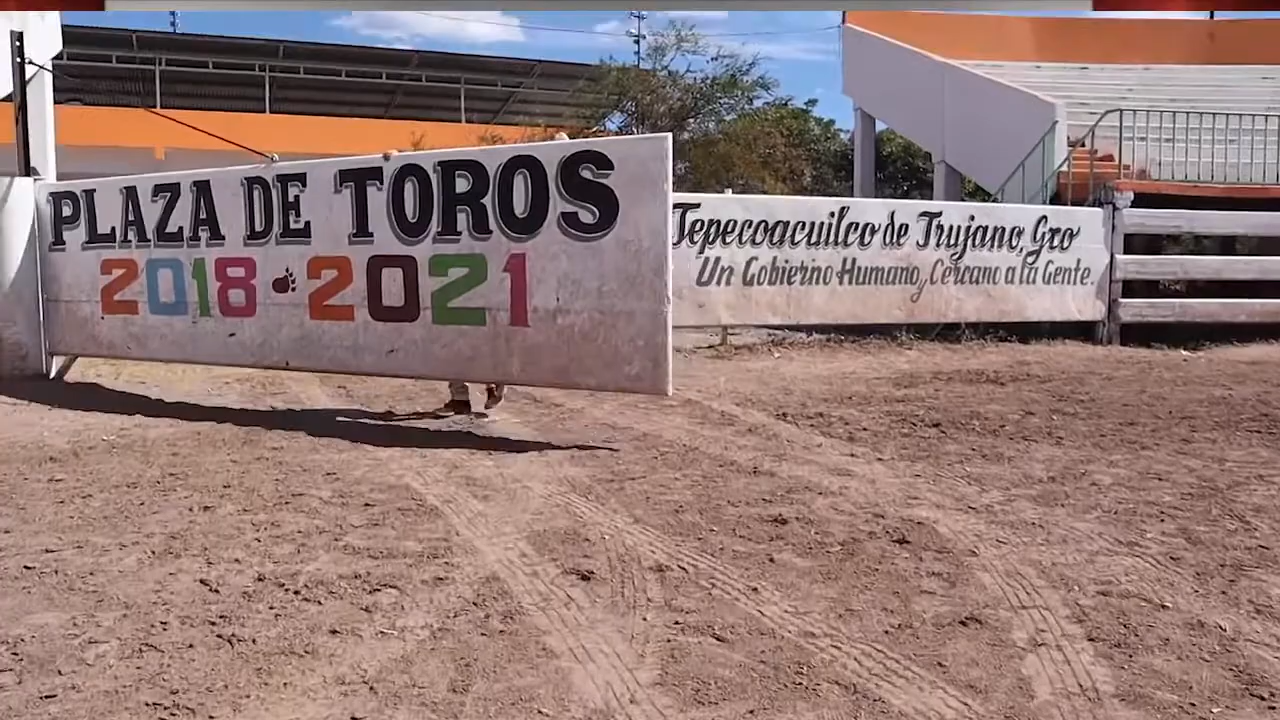 PLAZA DE TOROS
2018 - 2021
Tepecoacuilco de Trujano, Gro
Un Gobierno Humano, y Cercano a la Gente.